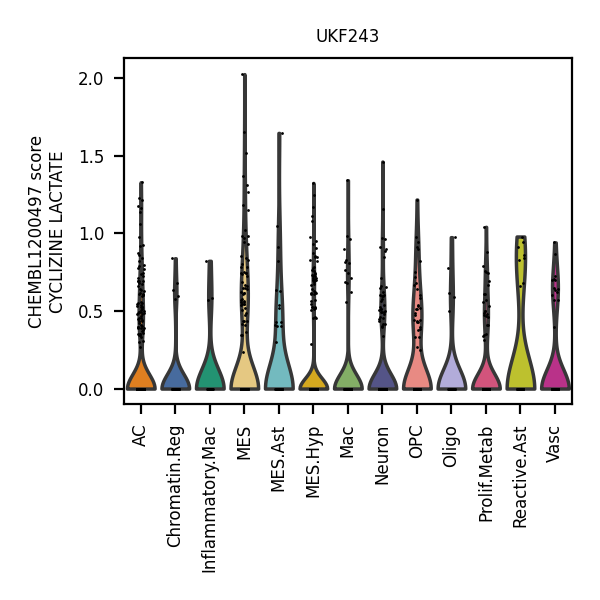 UKF243
CHEMBL1200497 score
CYCLIZINE LACTATE
2.0
1.5
1.0
0.5
0.0
AC
Chromatin.Reg
Inflammatory.Mac
MES
MES.Ast
MES.Hyp
Mac
Neuron
OPC
Oligo
Prolif.Metab
Reactive.Ast
Vasc